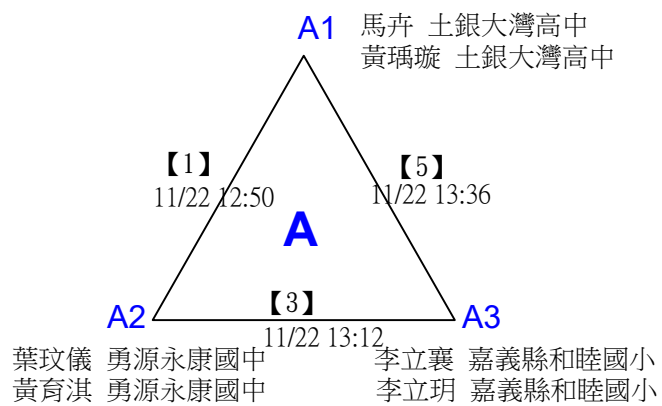 A1
馬卉 土銀大灣高中
黃瑀璇 土銀大灣高中
【1】
11/22 12:50
【5】
11/22 13:36
A
【3】
11/22 13:12
A2
A3
葉玟儀 勇源永康國中
黃育淇 勇源永康國中
李立襄 嘉義縣和睦國小
李立玥 嘉義縣和睦國小